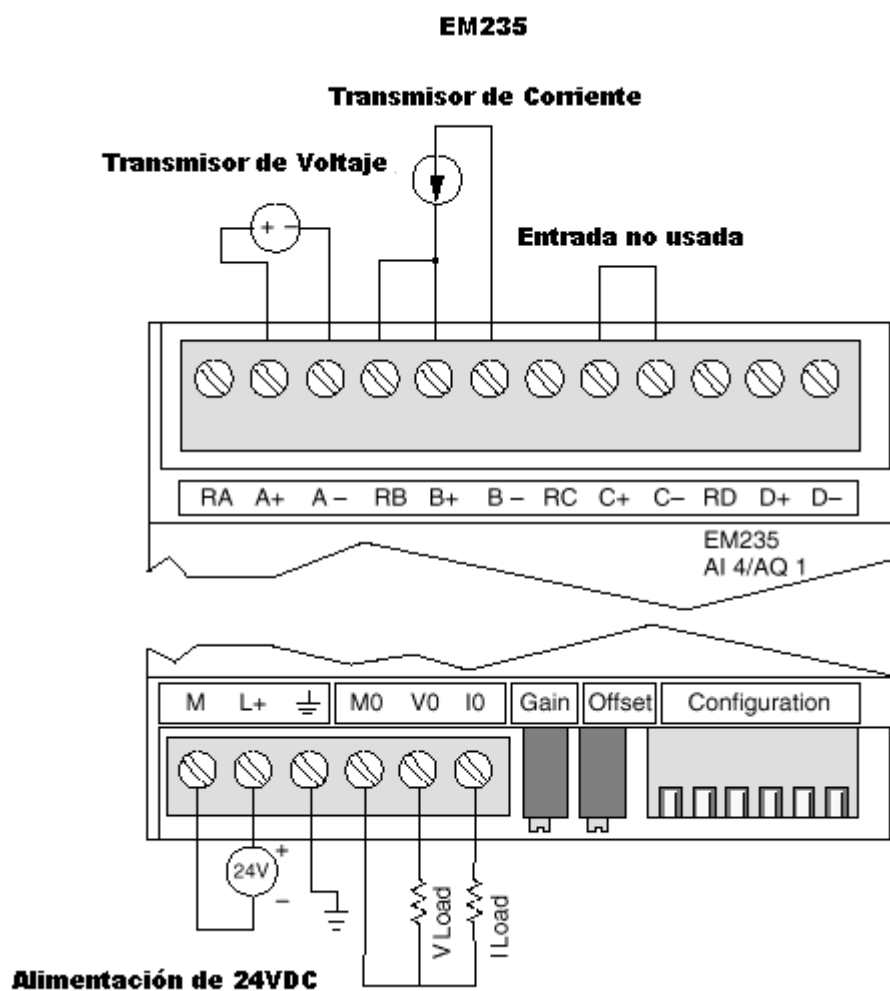 EM235
Transmisor de Corriente
Transmisor de Voltaje
+ −
Entrada no usada
RA A+ A − RB B+ B − RC C+ C− RD D+ D−
EM235
AI 4/AQ 1
M L+ M0 V0 I0 Gain Offset Configuration
24V
+
−
V Load
I Load
Alimentación de 24VDC